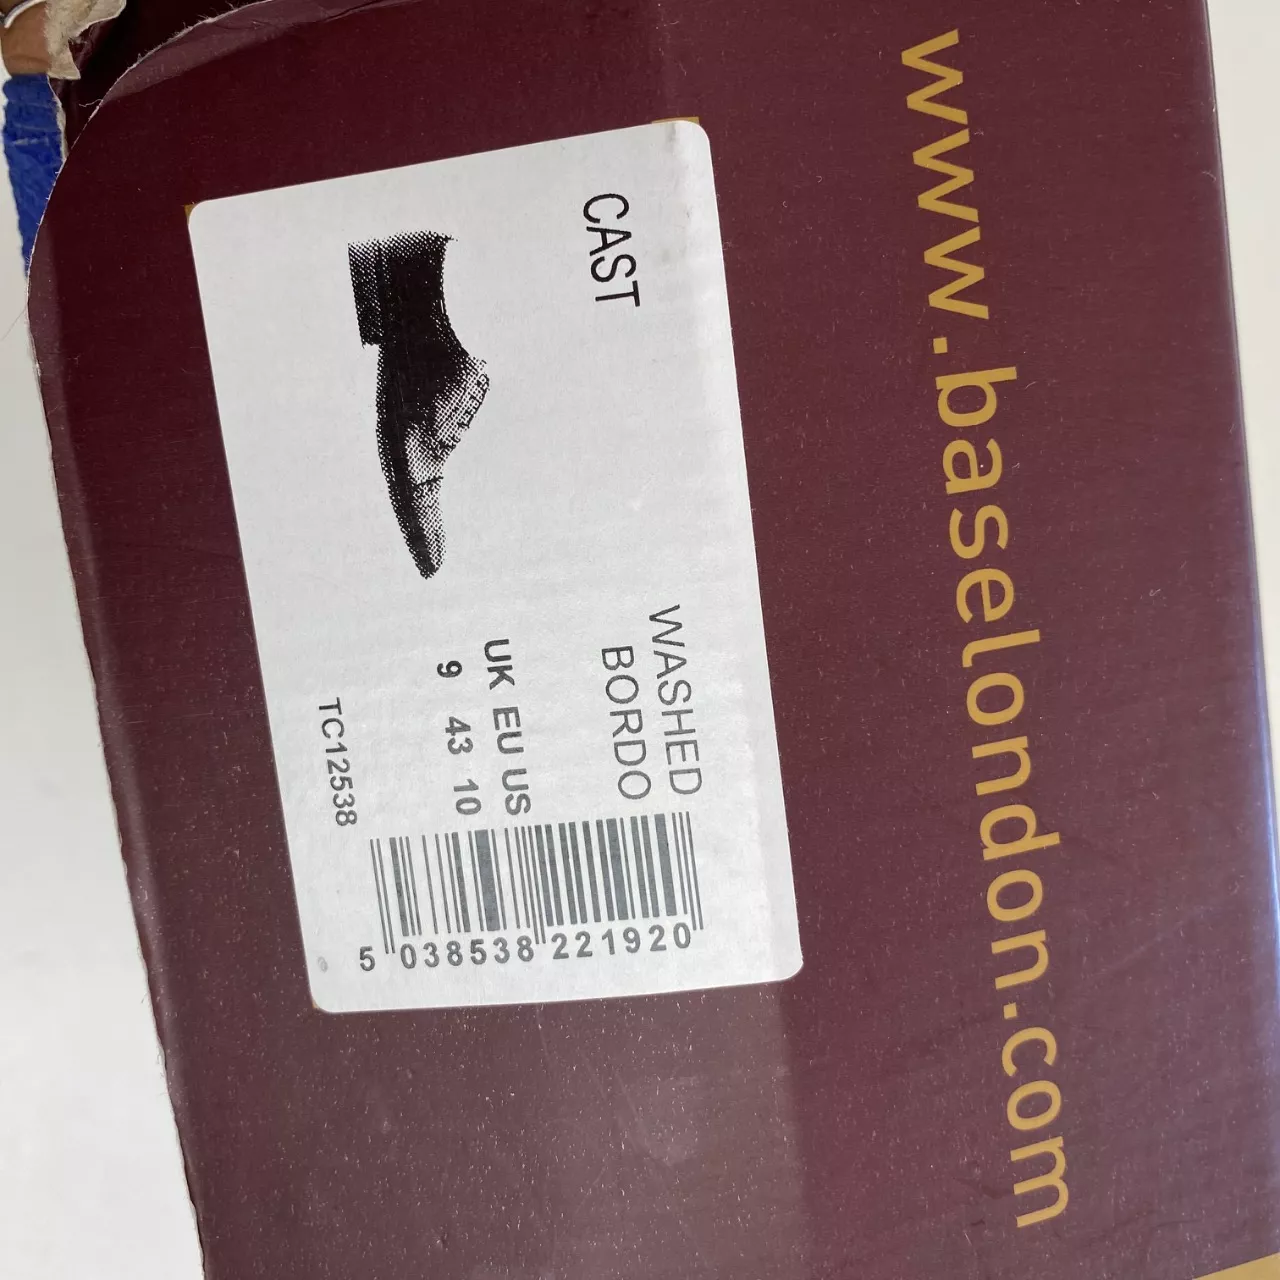 www.baselondon.com
CAST
WASHED
BORDO
UK EU US
9 43 10
TC12538
5 038538 221920